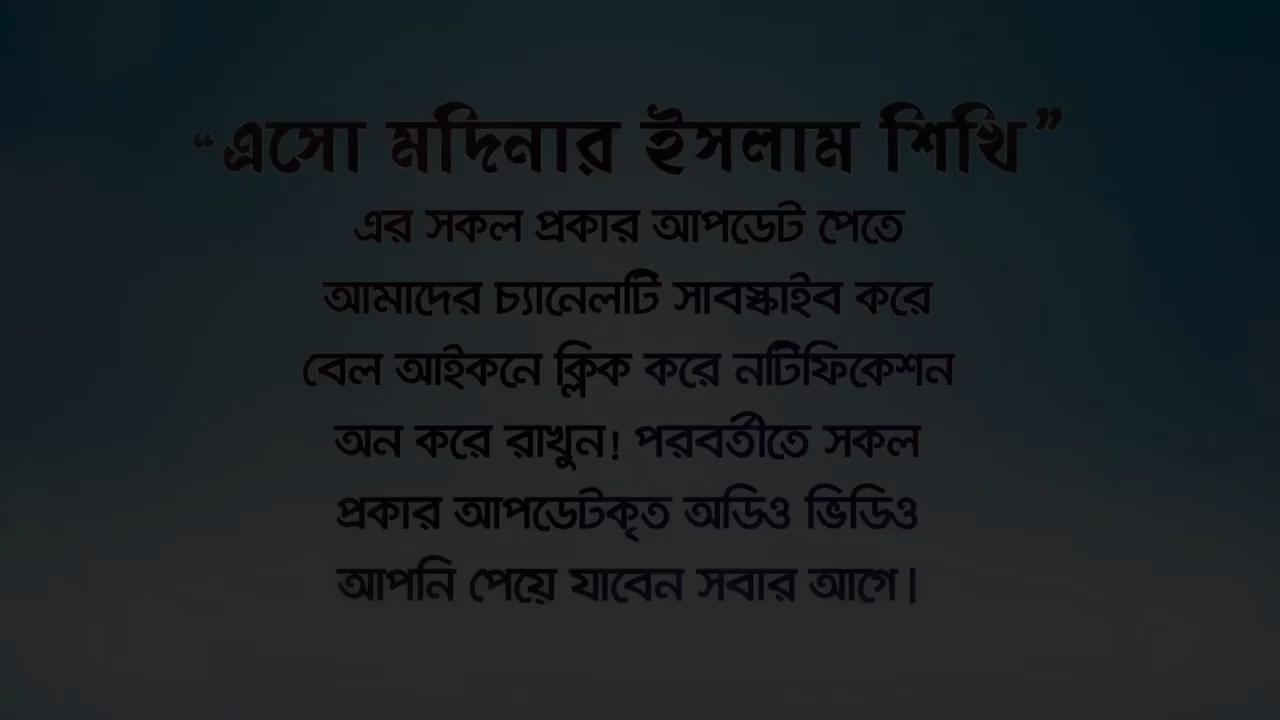 “এসো মদিনার ইসলাম শিখি”
এর সকল প্রকার আপডেট পেতে
আমাদের চ্যানেলটি সাবস্ক্রাইব করে
বেল আইকনে ক্লিক করে নটিফিকেশন
অন করে রাখুন! পরবর্তীতে সকল
প্রকার আপডেটকৃত অডিও ভিডিও
আপনি পেয়ে যাবেন সবার আগে|